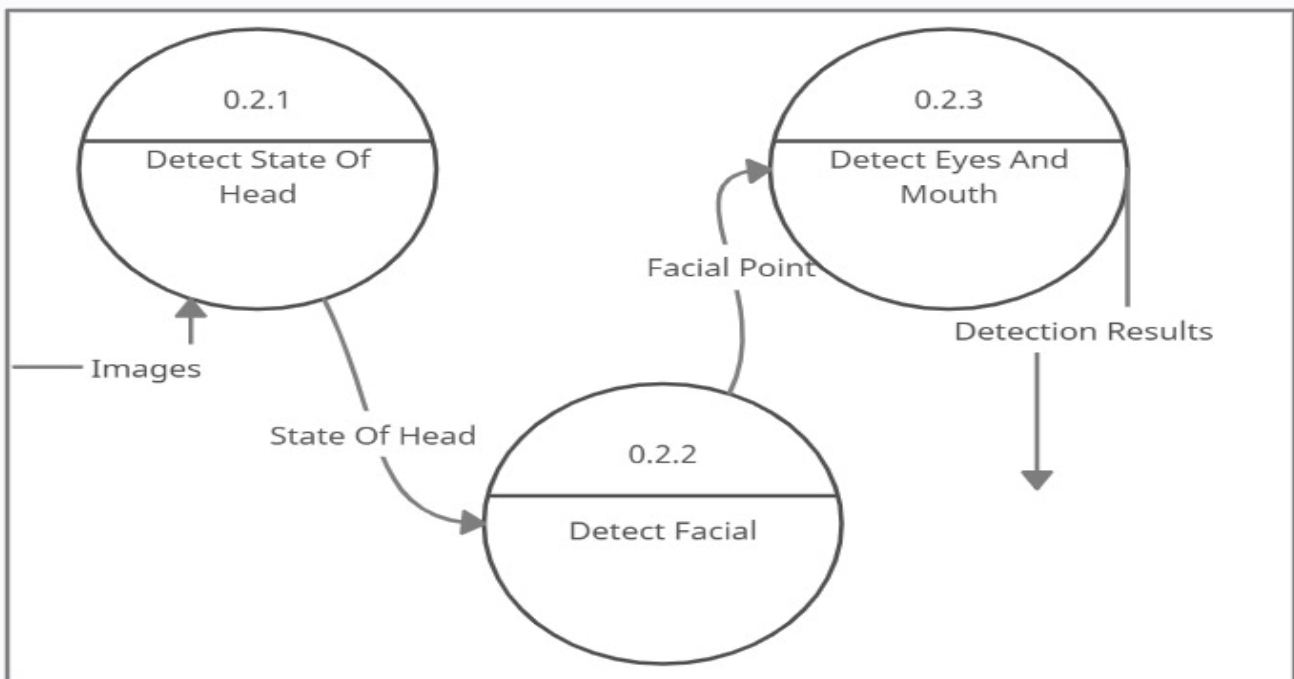 0.2.1
Detect State Of
Head
Images
State Of Head
0.2.2
Detect Facial
Facial Point
0.2.3
Detect Eyes And
Mouth
Detection Results